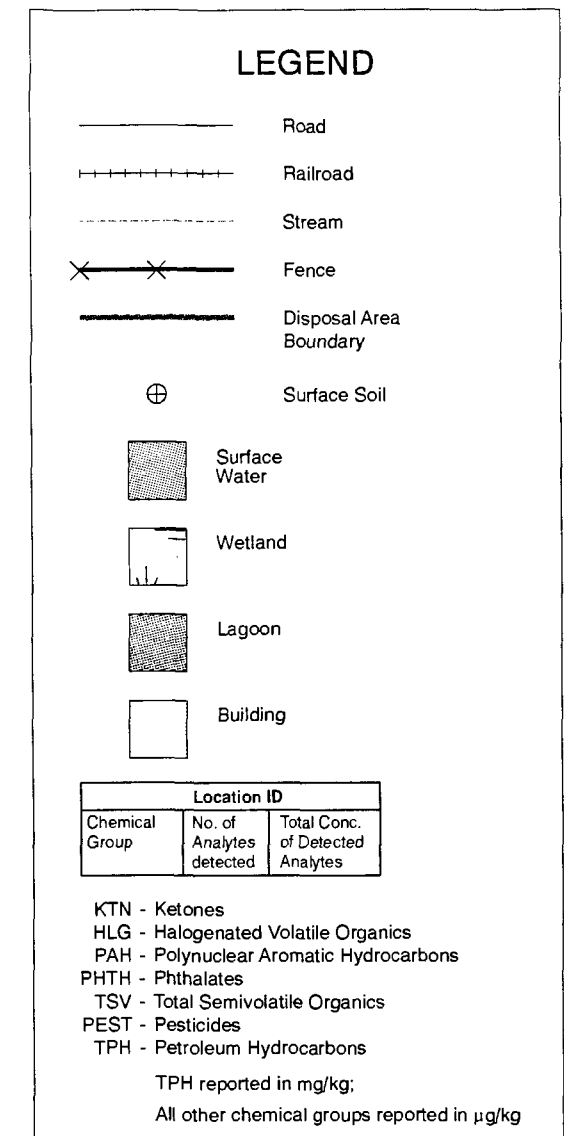 LEGEND
Road
Railroad
Stream
Fence
Disposal Area
Boundary
Surface Soil
Surface
Water
Wetland
Lagoon
Building
Location ID
Chemical Group
No. of Analytes detected
Total Conc. of Detected Analytes
KTN - Ketones
HLG - Halogenated Volatile Organics
PAH - Polynuclear Aromatic Hydrocarbons
PHTH - Phthalates
TSV - Total Semivolatile Organics
PEST - Pesticides
TPH - Petroleum Hydrocarbons
TPH reported in mg/kg;
All other chemical groups reported in µg/kg